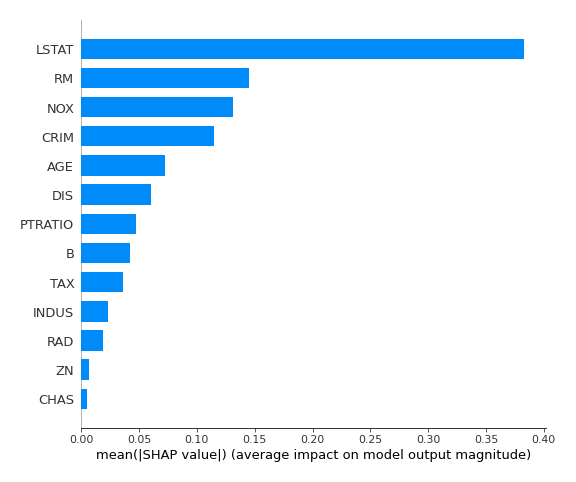 LSTAT
RM
NOX
CRIM
AGE
DIS
PTRATIO
B
TAX
INDUS
RAD
ZN
CHAS
0.00 0.05 0.10 0.15 0.20 0.25 0.30 0.35 0.40
mean(|SHAP value|) (average impact on model output magnitude)